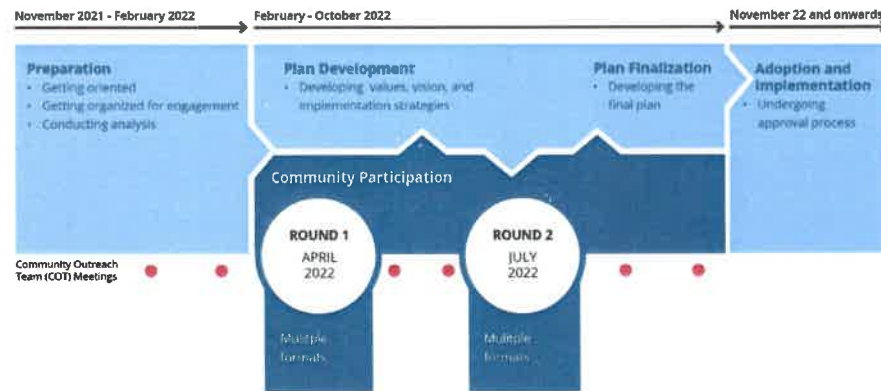 November 2021 - February 2022
February - October 2022
November 22 and onwards
Preparation
• Getting oriented
• Getting organized for engagement
• Conducting analysis
Plan Development
• Developing values, vision, and
implementation strategies
Plan Finalization
• Developing the
final plan
Adoption and
Implementation
• Undergoing
approval process
Community Participation
ROUND 1
APRIL
2022
ROUND 2
JULY
2022
Community Outreach
Team (COT) Meetings
Multiple
formats
Multiple
formats